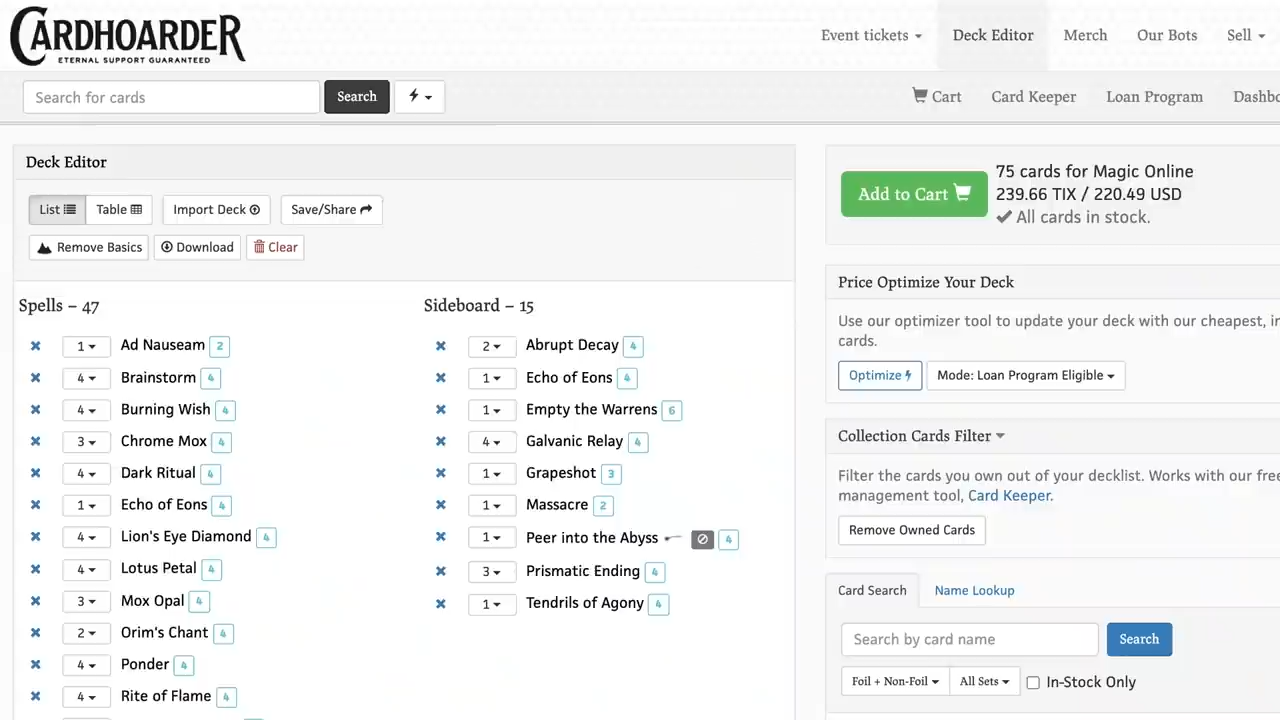 CARDHOARDER
ETERNAL SUPPORT GUARANTEED
Event tickets
Deck Editor
Merch
Our Bots
Sell
Search for cards
Search
Cart
Card Keeper
Loan Program
Dashbo
Deck Editor
List
Table
Import Deck
Save/Share
Remove Basics
Download
Clear
Spells – 47
1 Ad Nauseam 2
4 Brainstorm 4
4 Burning Wish 4
3 Chrome Mox 4
4 Dark Ritual 4
1 Echo of Eons 4
4 Lion's Eye Diamond 4
4 Lotus Petal 4
3 Mox Opal 4
2 Orim's Chant 4
4 Ponder 4
4 Rite of Flame 4
Sideboard – 15
2 Abrupt Decay 4
1 Echo of Eons 4
1 Empty the Warrens 6
4 Galvanic Relay 4
1 Grapeshot 3
1 Massacre 2
1 Peer into the Abyss 4
3 Prismatic Ending 4
1 Tendrils of Agony 4
Add to Cart
75 cards for Magic Online
239.66 TIX / 220.49 USD
All cards in stock.
Price Optimize Your Deck
Use our optimizer tool to update your deck with our cheapest, in
cards.
Optimize
Mode: Loan Program Eligible
Collection Cards Filter
Filter the cards you own out of your decklist. Works with our free
management tool, Card Keeper.
Remove Owned Cards
Card Search
Name Lookup
Search by card name
Search
Foil + Non-Foil
All Sets
In-Stock Only